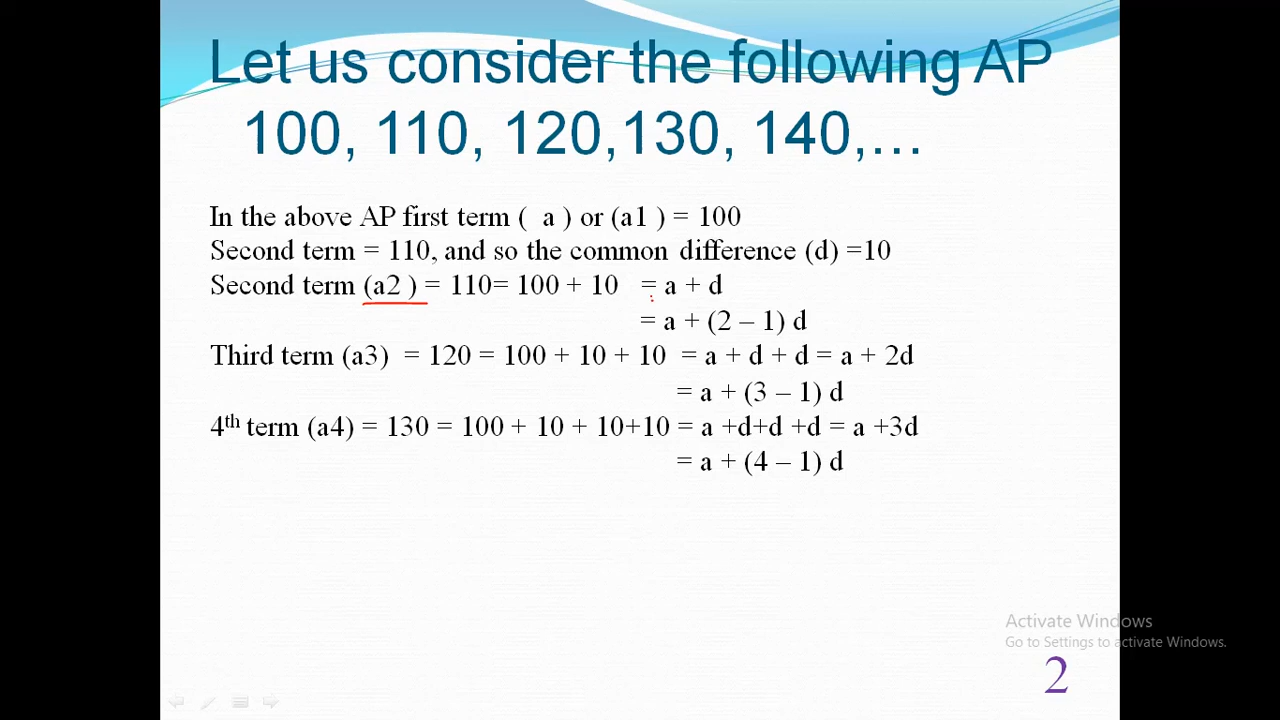 Let us consider the following AP
100, 110, 120,130, 140,...
In the above AP first term ( a ) or (a1 ) = 100
Second term = 110, and so the common difference (d) =10
Second term (a2 ) = 110= 100 + 10 = a + d
= a + (2 – 1) d
Third term (a3) = 120 = 100 + 10 + 10 = a + d + d = a + 2d
= a + (3 – 1) d
4th term (a4) = 130 = 100 + 10 + 10+10 = a +d+d +d = a +3d
= a + (4 – 1) d
Activate Windows
Go to Settings to activate Windows.
2